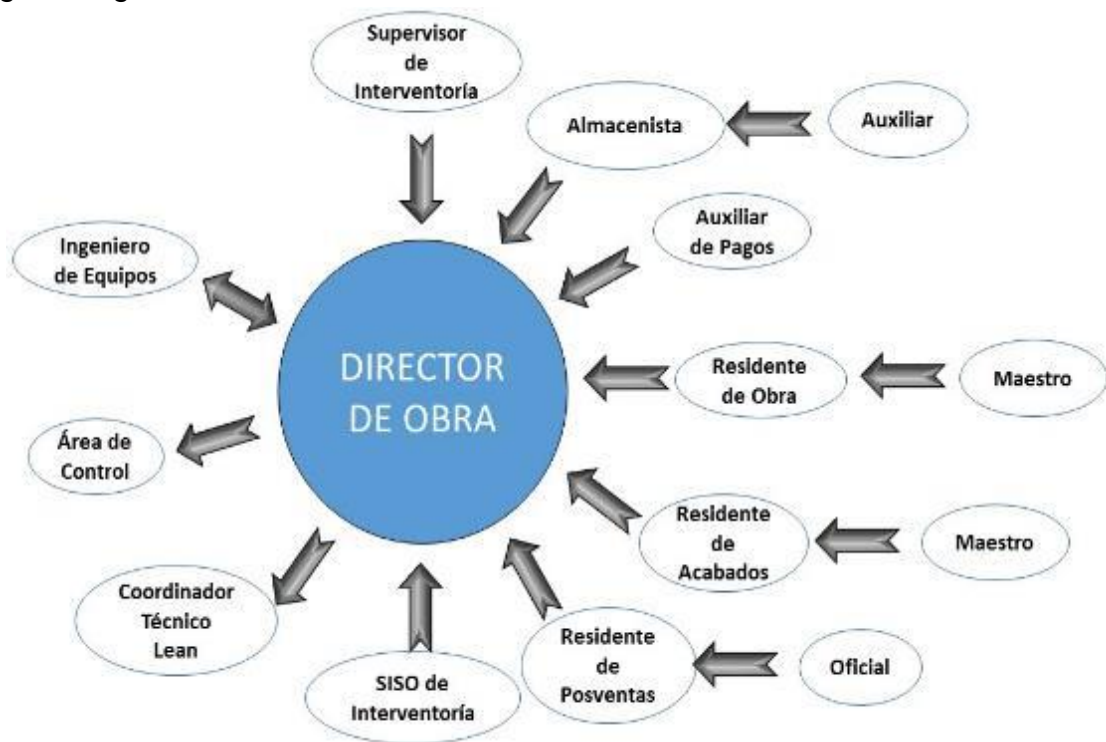 Supervisor
de
Interventoría
Almacenista
Auxiliar
Auxiliar
de Pagos
Ingeniero
de Equipos
DIRECTOR
DE OBRA
Residente
de Obra
Maestro
Área de
Control
Residente
de
Acabados
Maestro
Coordinador
Técnico
Lean
SISO de
Interventoría
Residente
de
Posventas
Oficial